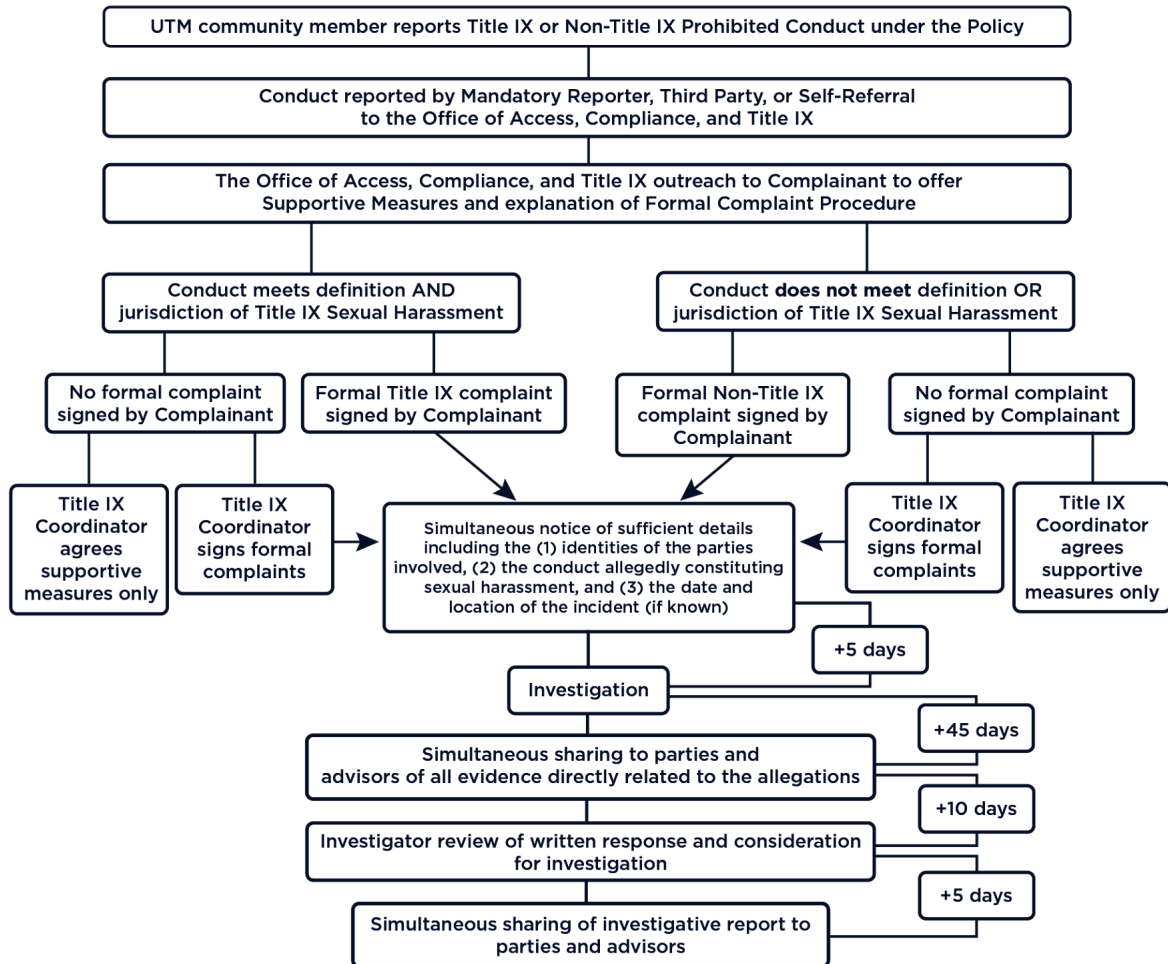 UTM community member reports Title IX or Non-Title IX Prohibited Conduct under the Policy
Conduct reported by Mandatory Reporter, Third Party, or Self-Referral
to the Office of Access, Compliance, and Title IX
The Office of Access, Compliance, and Title IX outreach to Complainant to offer
Supportive Measures and explanation of Formal Complaint Procedure
Conduct meets definition AND
jurisdiction of Title IX Sexual Harassment
Conduct does not meet definition OR
jurisdiction of Title IX Sexual Harassment
No formal complaint
signed by Complainant
Formal Title IX complaint
signed by Complainant
Formal Non-Title IX
complaint signed by
Complainant
No formal complaint
signed by Complainant
Title IX
Coordinator
agrees
supportive
measures only
Title IX
Coordinator
signs formal
complaints
Simultaneous notice of sufficient details
including the (1) identities of the parties
involved, (2) the conduct allegedly constituting
sexual harassment, and (3) the date and
location of the incident (if known)
Title IX
Coordinator
signs formal
complaints
Title IX
Coordinator
agrees
supportive
measures only
+5 days
Investigation
+45 days
Simultaneous sharing to parties and
advisors of all evidence directly related to the allegations
+10 days
Investigator review of written response and consideration
for investigation
+5 days
Simultaneous sharing of investigative report to
parties and advisors